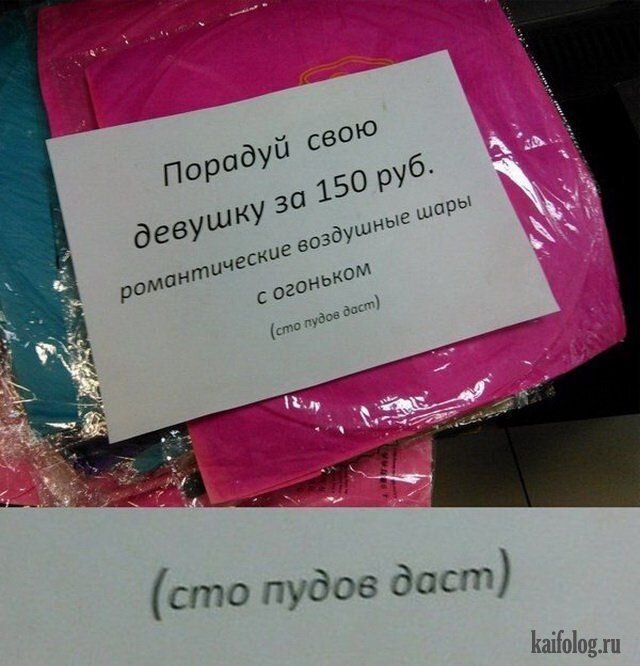 Порадуй свою
девушку за 150 руб.
романтические воздушные шары
с огоньком
(сто пудов даст)
(сто пудов даст)
kaifolog.ru